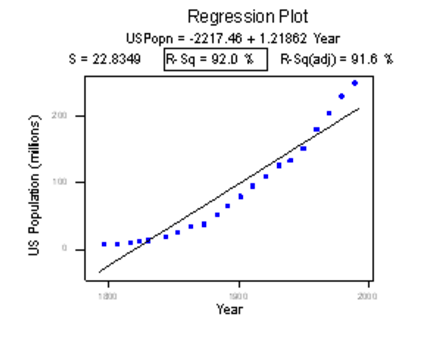 Regression Plot
USPopn = -2217.46 + 1.21862 Year
S = 22.8349 R-Sq = 92.0 % R-Sq(adj) = 91.6 %
US Population (millions)
200
100
0
1800 1900 2000
Year